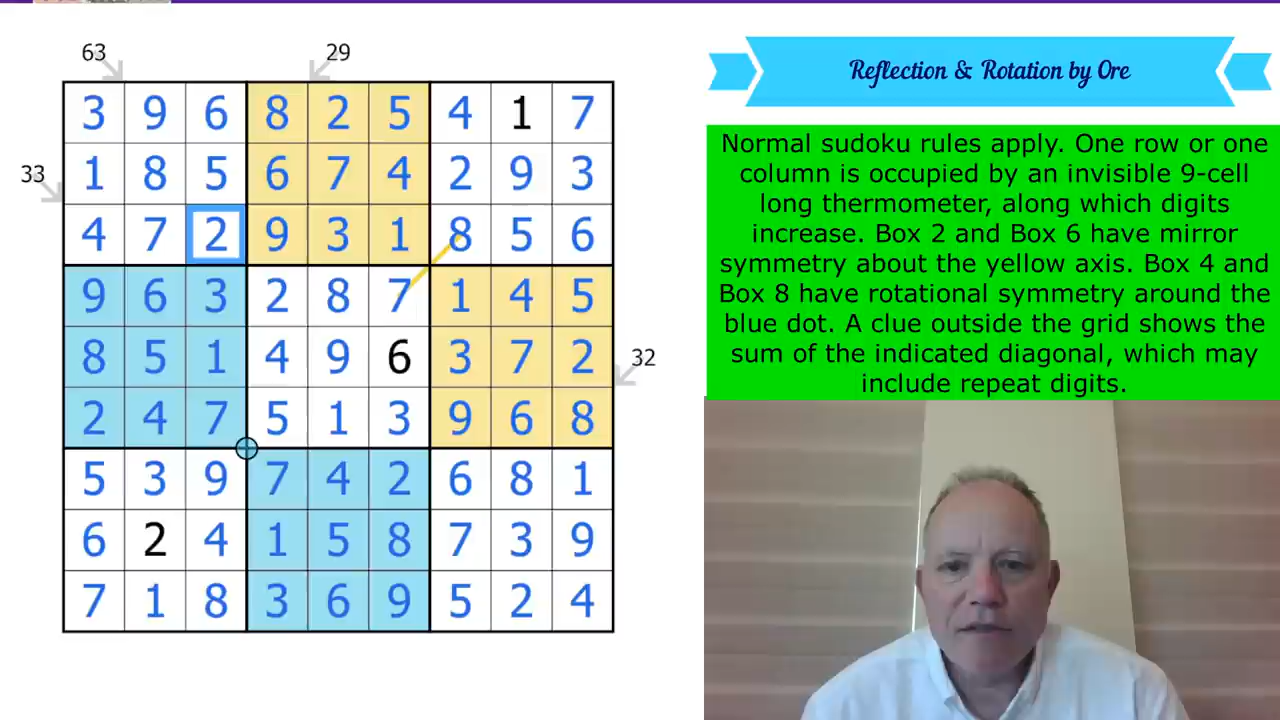 63
29
3 9 6 8 2 5 4 1 7
33
1 8 5 6 7 4 2 9 3
4 7 2 9 3 1 8 5 6
9 6 3 2 8 7 1 4 5
8 5 1 4 9 6 3 7 2
32
2 4 7 5 1 3 9 6 8
5 3 9 7 4 2 6 8 1
6 2 4 1 5 8 7 3 9
7 1 8 3 6 9 5 2 4
Reflection & Rotation by Ore
Normal sudoku rules apply. One row or one
column is occupied by an invisible 9-cell
long thermometer, along which digits
increase. Box 2 and Box 6 have mirror
symmetry about the yellow axis. Box 4 and
Box 8 have rotational symmetry around the
blue dot. A clue outside the grid shows the
sum of the indicated diagonal, which may
include repeat digits.